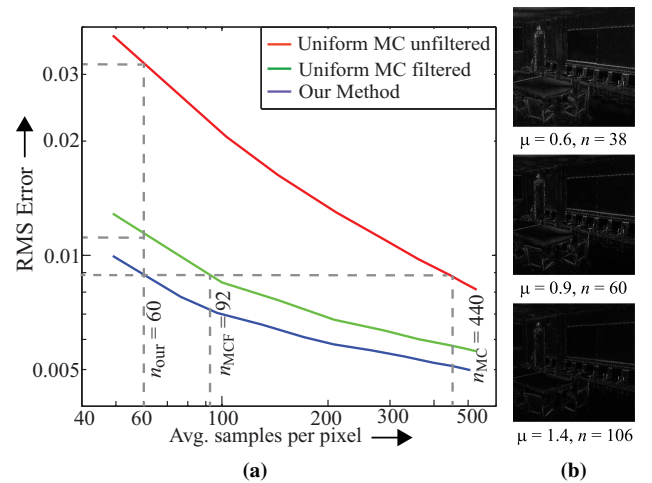 Uniform MC unfiltered
Uniform MC filtered
Our Method
RMS Error
0.03
0.02
0.01
0.005
n_our = 60
n_MCF = 92
n_MC = 440
40
60
100
200
300
500
Avg. samples per pixel
(a)
μ = 0.6, n = 38
μ = 0.9, n = 60
μ = 1.4, n = 106
(b)